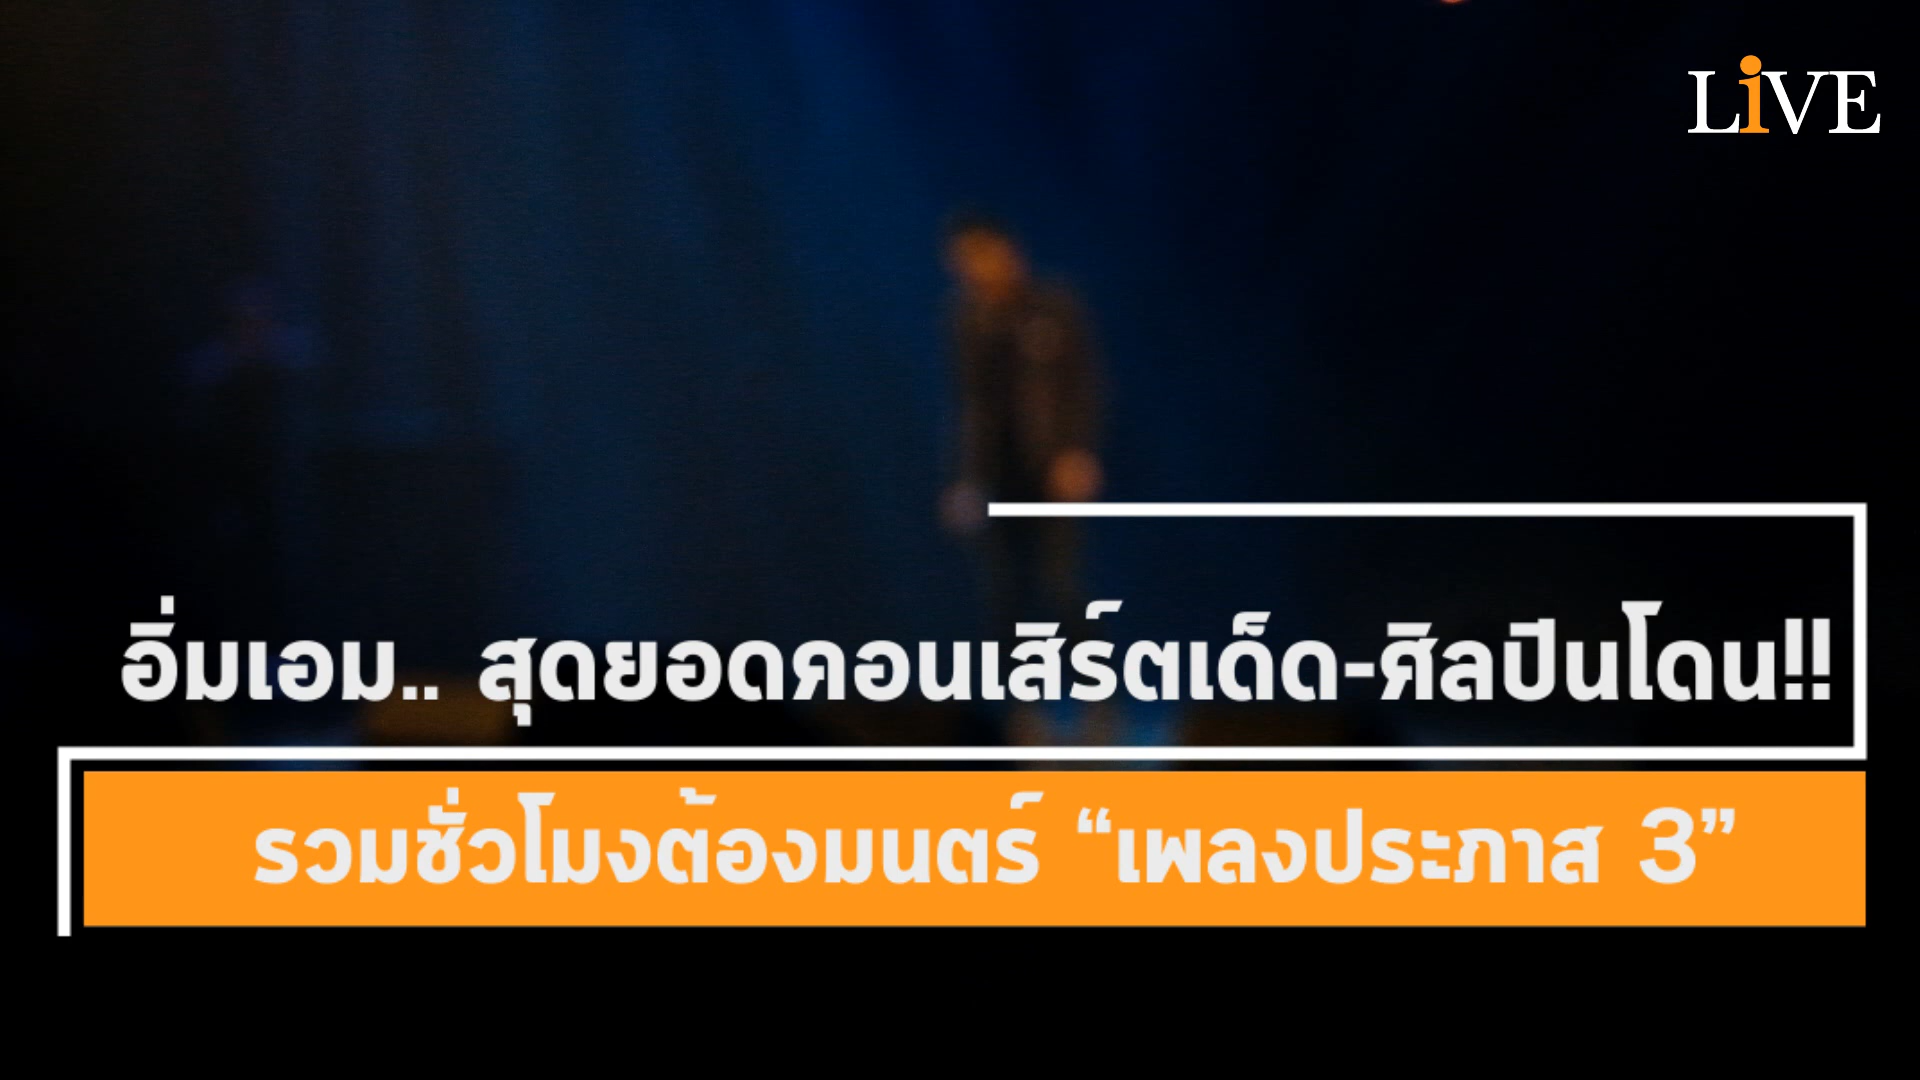 LiVE
อิ่มเอม.. สุดยอดคอนเสิร์ตเด็ด-ศิลปินโดน!!
รวมชั่วโมงต้องมนตร์ “เพลงประภาส 3”